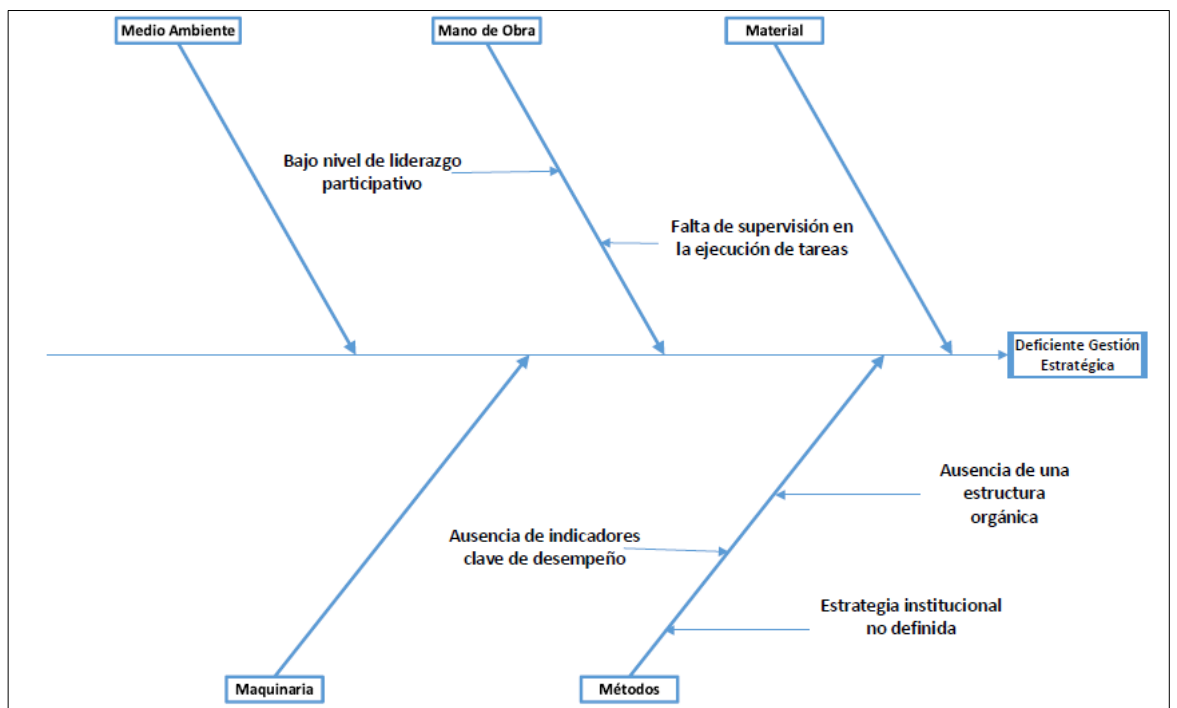 Medio Ambiente
Mano de Obra
Material
Bajo nivel de liderazgo
participativo
Falta de supervisión en
la ejecución de tareas
Deficiente Gestión
Estratégica
Ausencia de una
estructura
orgánica
Ausencia de indicadores
clave de desempeño
Estrategia institucional
no definida
Maquinaria
Métodos